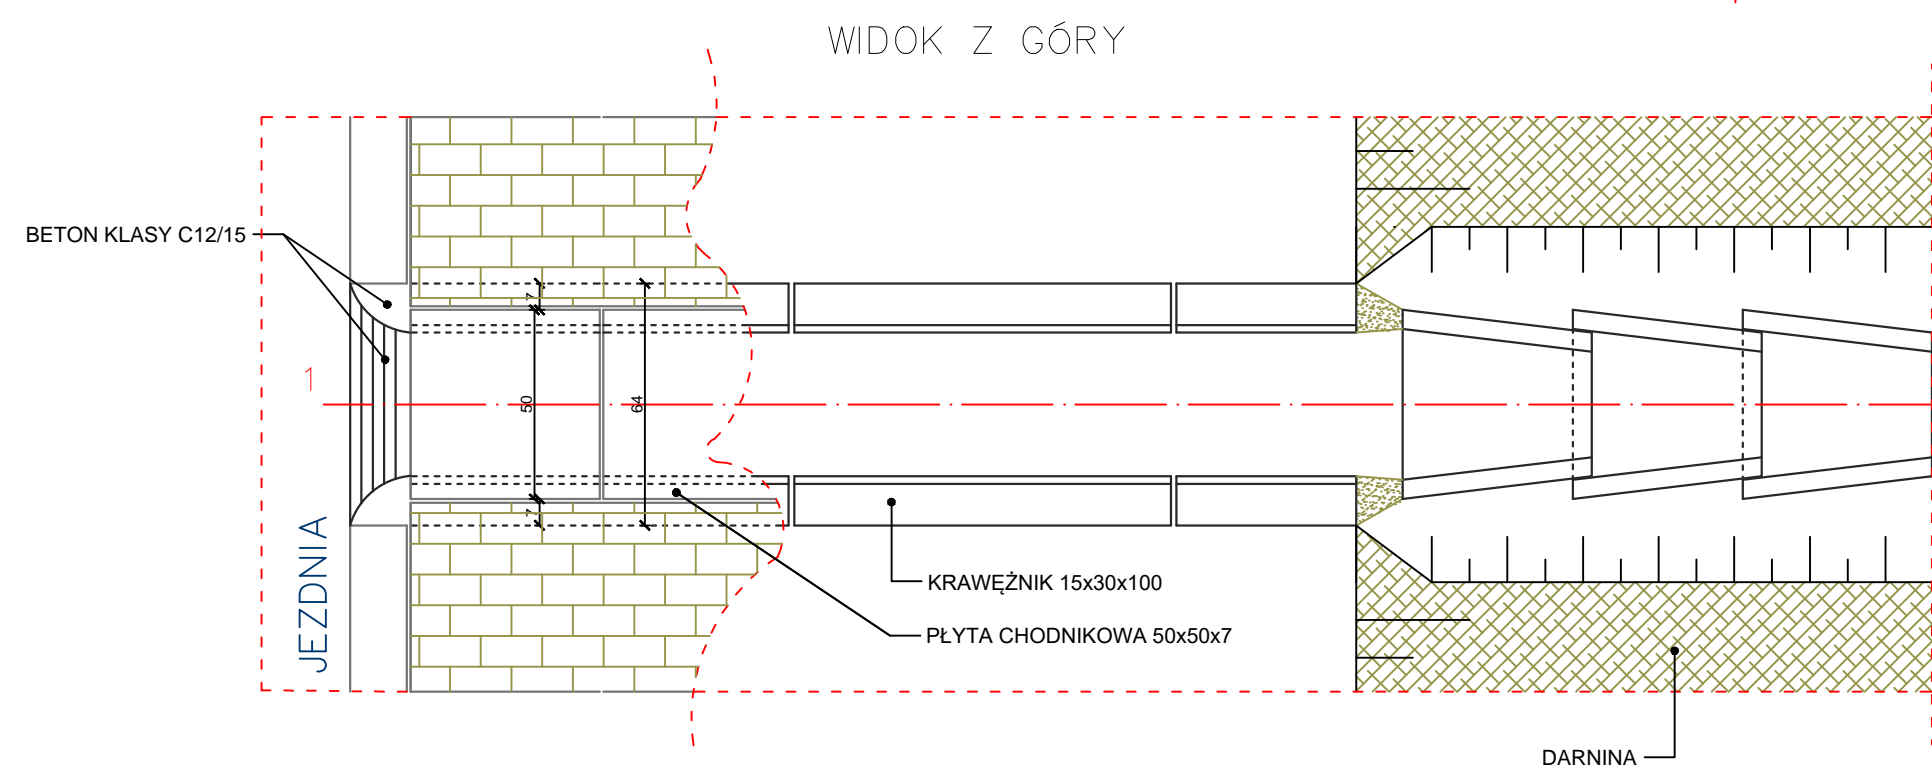 WIDOK Z GÓRY
BETON KLASY C12/15
7
1
50
64
7
JEZDNIA
KRAWĘŻNIK 15x30x100
PŁYTA CHODNIKOWA 50x50x7
DARNINA